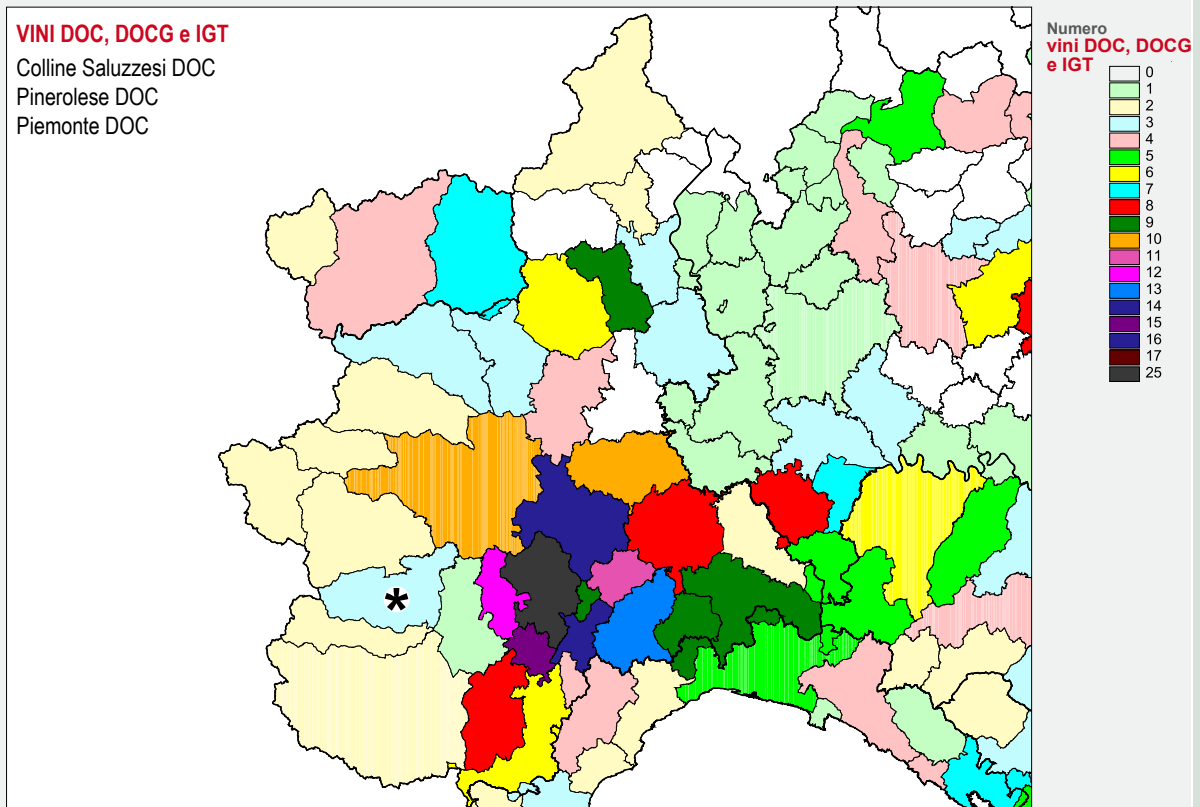 VINI DOC, DOCG e IGT
Colline Saluzzesi DOC
Pinerolese DOC
Piemonte DOC
*
Numero
vini DOC, DOCG
e IGT
0
1
2
3
4
5
6
7
8
9
10
11
12
13
14
15
16
17
25